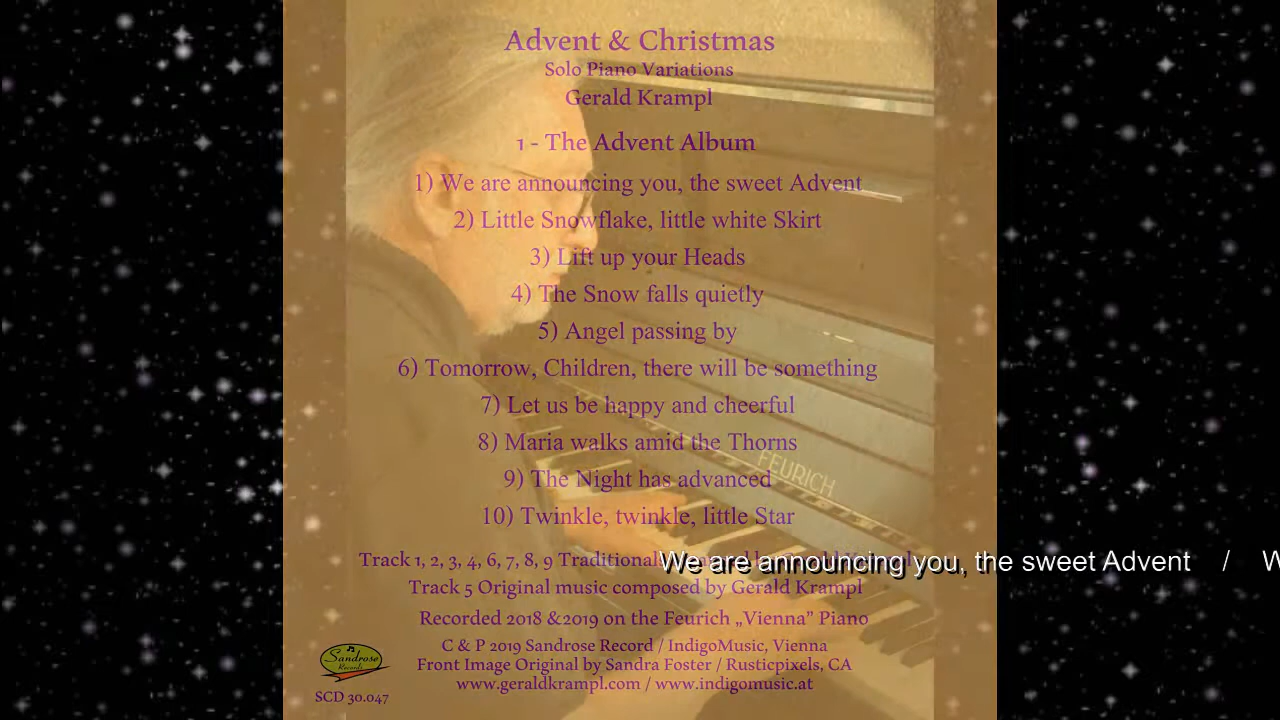 Advent & Christmas
Solo Piano Variations
Gerald Krampl
1 - The Advent Album
1) We are announcing you, the sweet Advent
2) Little Snowflake, little white Skirt
3) Lift up your Heads
4) The Snow falls quietly
5) Angel passing by
6) Tomorrow, Children, there will be something
7) Let us be happy and cheerful
8) Maria walks amid the Thorns
9) The Night has advanced
10) Twinkle, twinkle, little Star
FEURICH
Track 1, 2, 3, 4, 6, 7, 8, 9 Traditionals
We are announcing you, the sweet Advent / W
Track 5 Original music composed by Gerald Krampl
Recorded 2018 &2019 on the Feurich „Vienna" Piano
C & P 2019 Sandrose Record / IndigoMusic, Vienna
Front Image Original by Sandra Foster / Rusticpixels, CA
www.geraldkrampl.com / www.indigomusic.at
Sandrose
Records
SCD 30.047